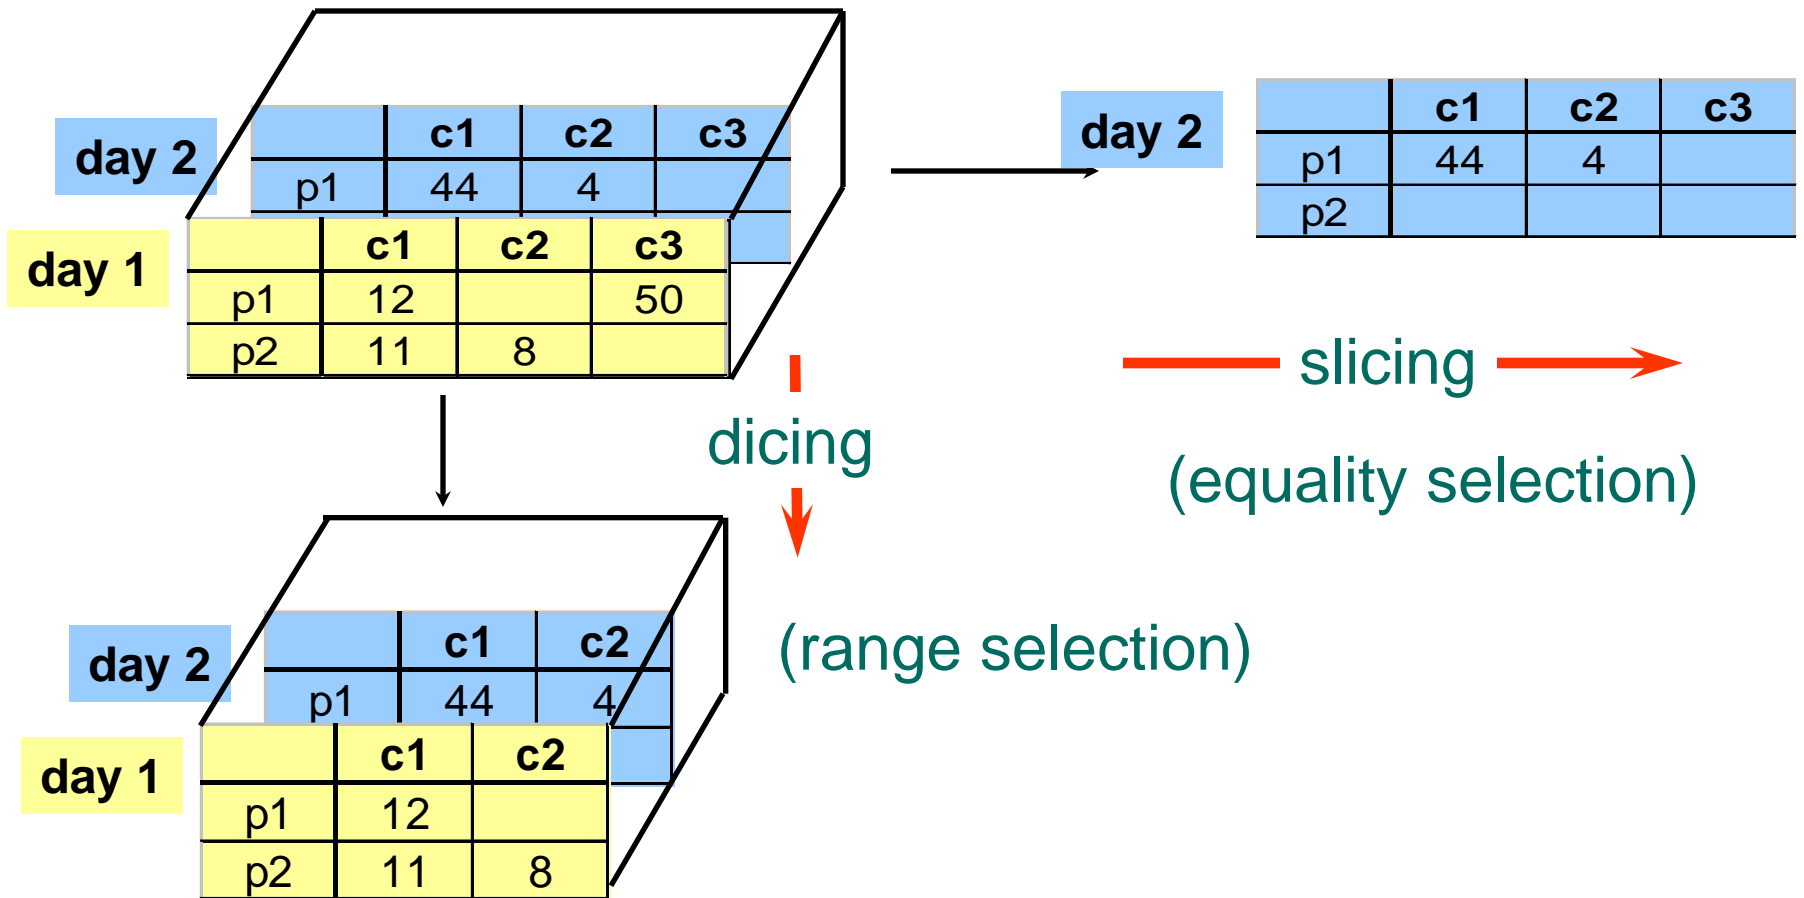 day 2
c1 c2 c3
p1 44 4
day 1
c1 c2 c3
p1 12 50
p2 11 8
day 2
c1 c2 c3
p1 44 4
p2
slicing
(equality selection)
dicing
(range selection)
day 2
c1 c2
p1 44 4
day 1
c1 c2
p1 12
p2 11 8